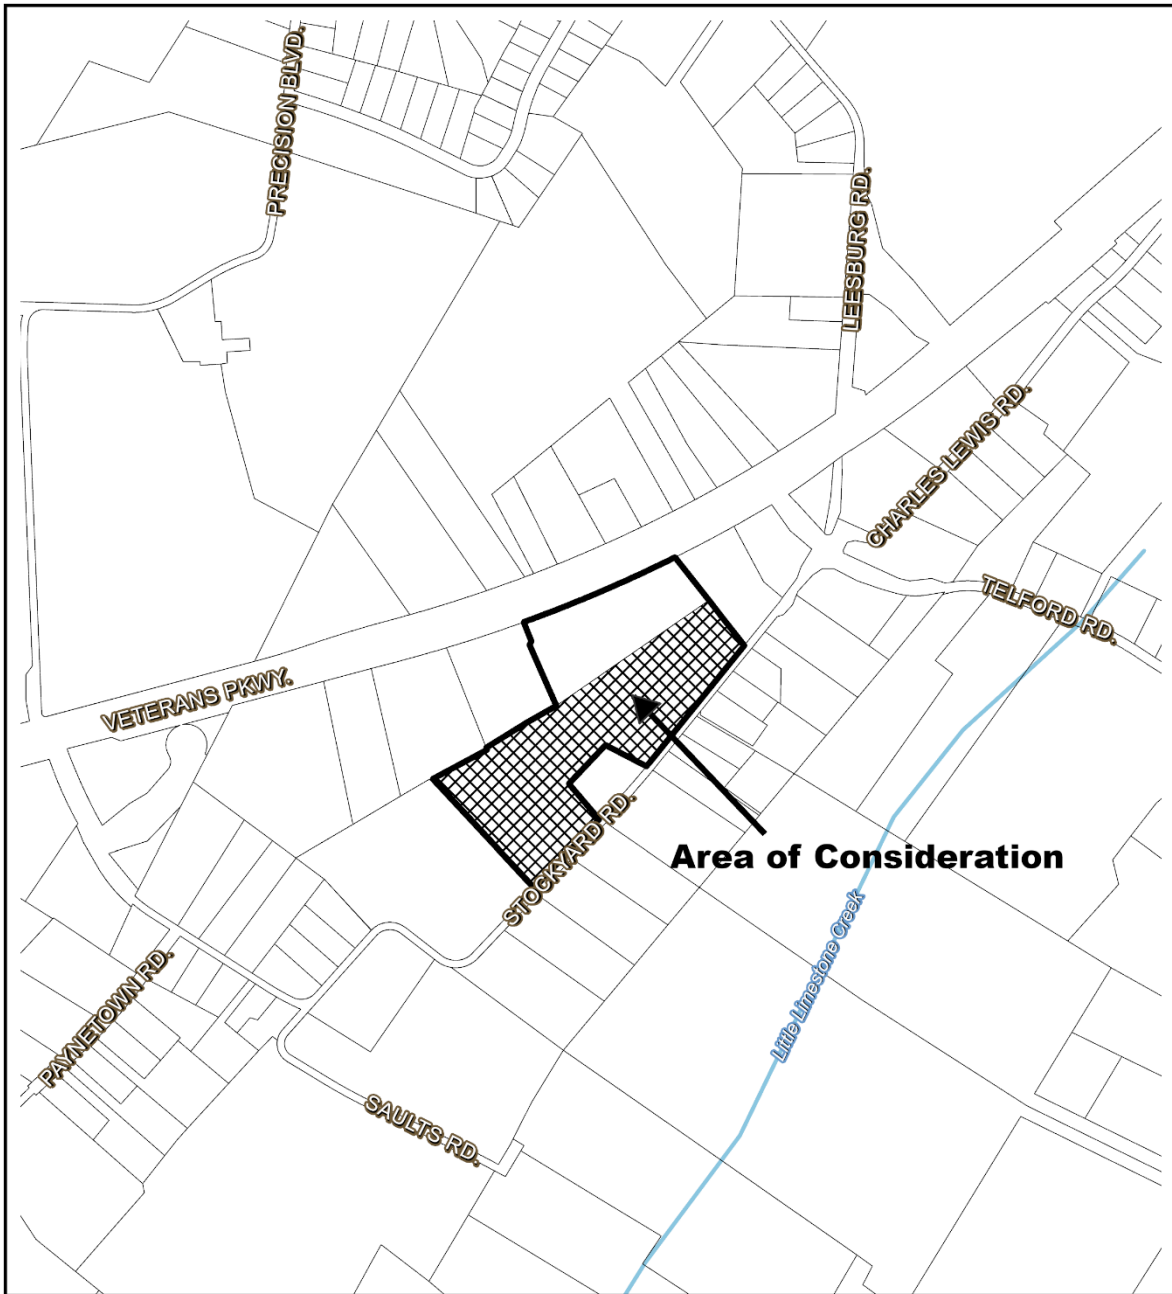 PRECISION BLVD.
LEESBURG RD.
CHARLES LEWIS RD.
TELFORD RD.
VETERANS PKWY.
STOCKYARD RD.
Area of Consideration
Little Limestone Creek
PAYNETOWN RD.
SAULTS RD.